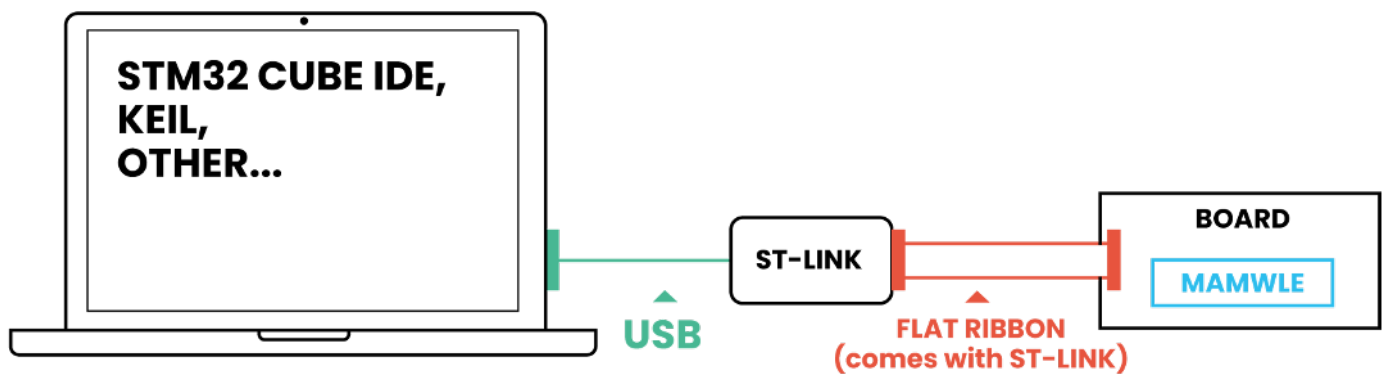 STM32 CUBE IDE,
KEIL,
OTHER...
USB
ST-LINK
FLAT RIBBON
(comes with ST-LINK)
BOARD
MAMWLE